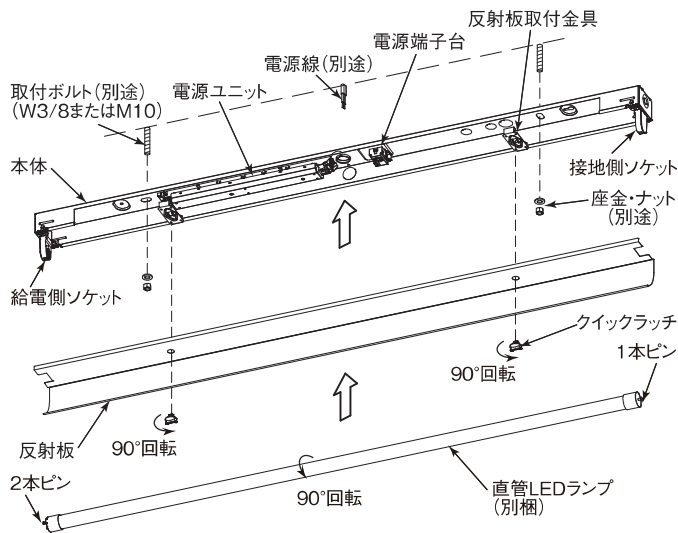 反射板取付金具
電源端子台
電源線（別途）
取付ボルト（別途）
（W3/8またはM10）
電源ユニット
本体
接地側ソケット
座金・ナット
（別途）
給電側ソケット
クイックラッチ
1本ピン
90°回転
反射板
90°回転
2本ピン
90°回転
直管LEDランプ
（別梱）